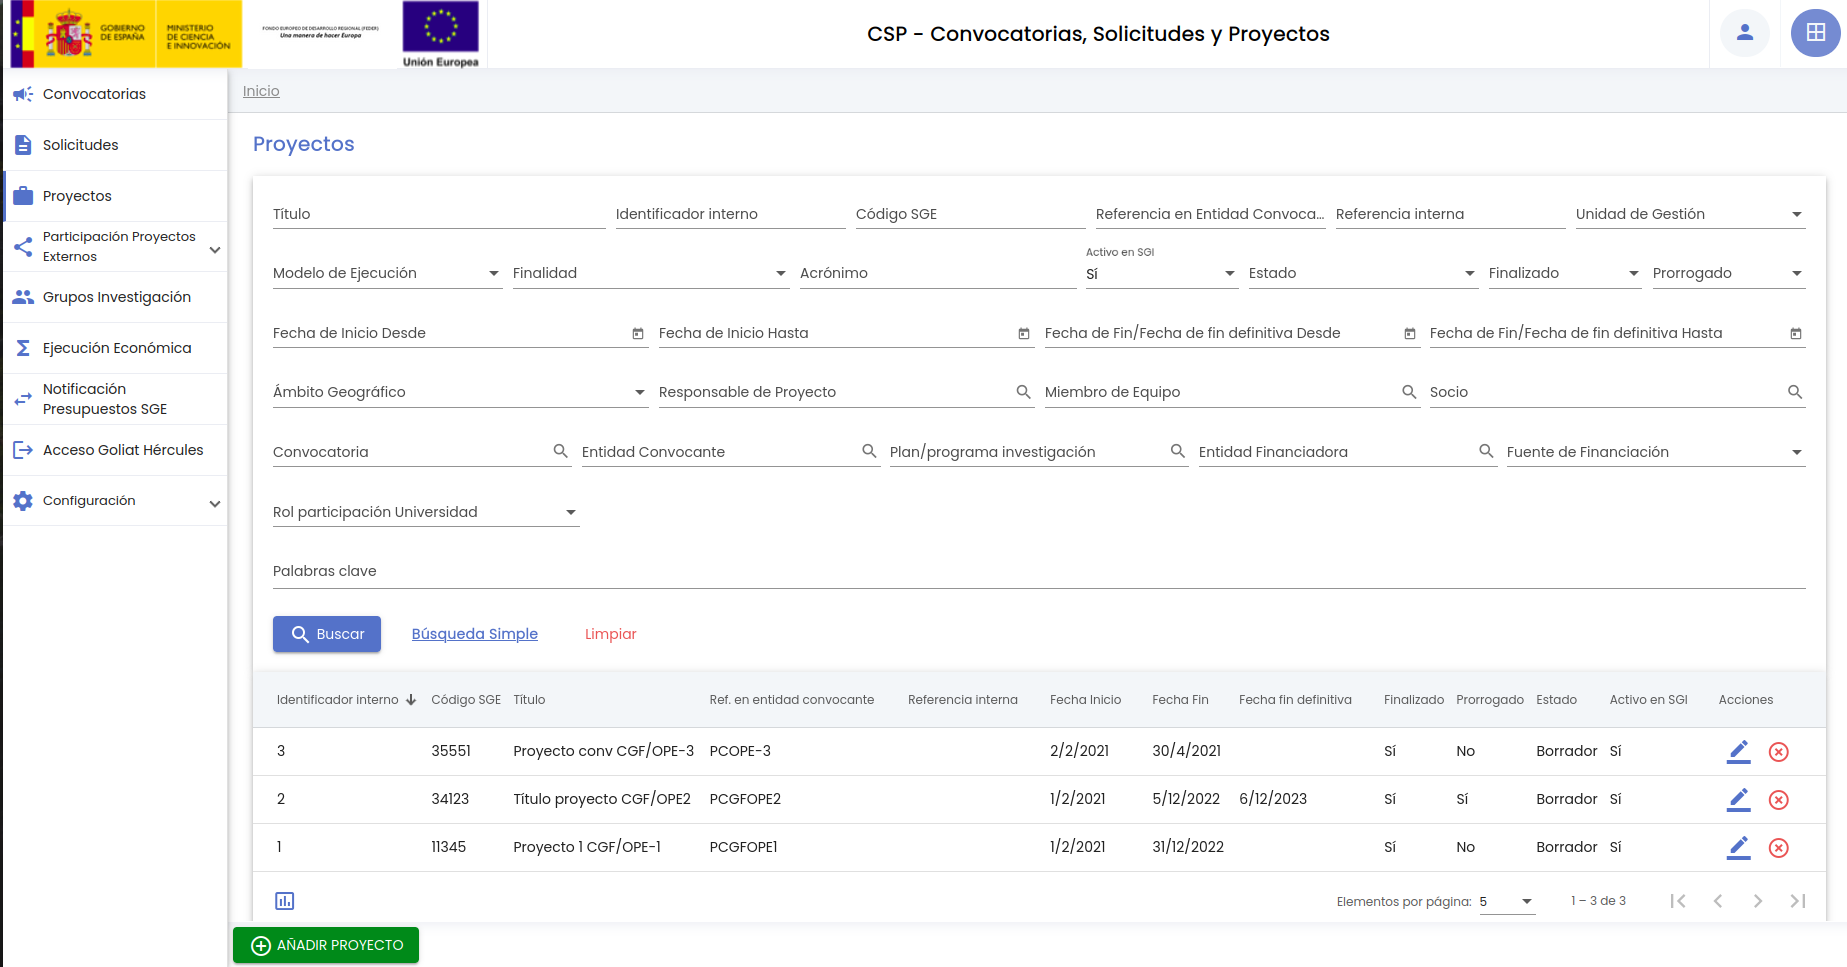 GOBIERNO
DE ESPAÑA
MINISTERIO
DE CIENCIA
E INNOVACIÓN
FONDO EUROPEO DE DESARROLLO REGIONAL (FEDER)
Una manera de hacer Europa
Unión Europea
CSP - Convocatorias, Solicitudes y Proyectos
Convocatorias
Solicitudes
Proyectos
Participación Proyectos
Externos
Grupos Investigación
Ejecución Económica
Notificación
Presupuestos SGE
Acceso Goliat Hércules
Configuración
Inicio
Proyectos
Título Identificador interno Código SGE Referencia en Entidad Convoca... Referencia interna Unidad de Gestión
Activo en SGI
Modelo de Ejecución Finalidad Acrónimo Sí Estado Finalizado Prorrogado
Fecha de Inicio Desde Fecha de Inicio Hasta Fecha de Fin/Fecha de fin definitiva Desde Fecha de Fin/Fecha de fin definitiva Hasta
Ámbito Geográfico Responsable de Proyecto Miembro de Equipo Socio
Convocatoria Entidad Convocante Plan/programa investigación Entidad Financiadora Fuente de Financiación
Rol participación Universidad
Palabras clave
Buscar Búsqueda Simple Limpiar
Identificador interno Código SGE Título Ref. en entidad convocante Referencia interna Fecha Inicio Fecha Fin Fecha fin definitiva Finalizado Prorrogado Estado Activo en SGI Acciones
3 35551 Proyecto conv CGF/OPE-3 PCOPE-3 2/2/2021 30/4/2021 Sí No Borrador Sí
2 34123 Título proyecto CGF/OPE2 PCGFOPE2 1/2/2021 5/12/2022 6/12/2023 Sí Sí Borrador Sí
1 11345 Proyecto 1 CGF/OPE-1 PCGFOPE1 1/2/2021 31/12/2022 Sí No Borrador Sí
Elementos por página: 5 1 – 3 de 3
AÑADIR PROYECTO